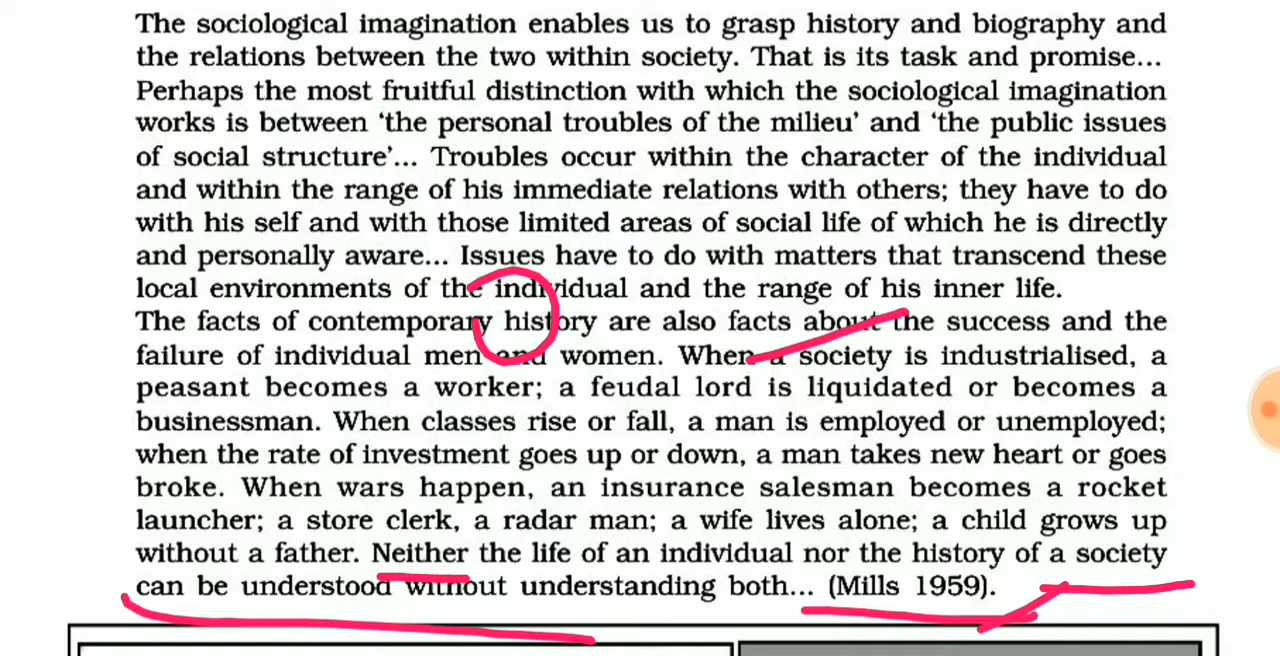 The sociological imagination enables us to grasp history and biography and
the relations between the two within society. That is its task and promise...
Perhaps the most fruitful distinction with which the sociological imagination
works is between ‘the personal troubles of the milieu’ and ‘the public issues
of social structure’... Troubles occur within the character of the individual
and within the range of his immediate relations with others; they have to do
with his self and with those limited areas of social life of which he is directly
and personally aware... Issues have to do with matters that transcend these
local environments of the individual and the range of his inner life.
The facts of contemporary history are also facts about the success and the
failure of individual men and women. When a society is industrialised, a
peasant becomes a worker; a feudal lord is liquidated or becomes a
businessman. When classes rise or fall, a man is employed or unemployed;
when the rate of investment goes up or down, a man takes new heart or goes
broke. When wars happen, an insurance salesman becomes a rocket
launcher; a store clerk, a radar man; a wife lives alone; a child grows up
without a father. Neither the life of an individual nor the history of a society
can be understood without understanding both... (Mills 1959).